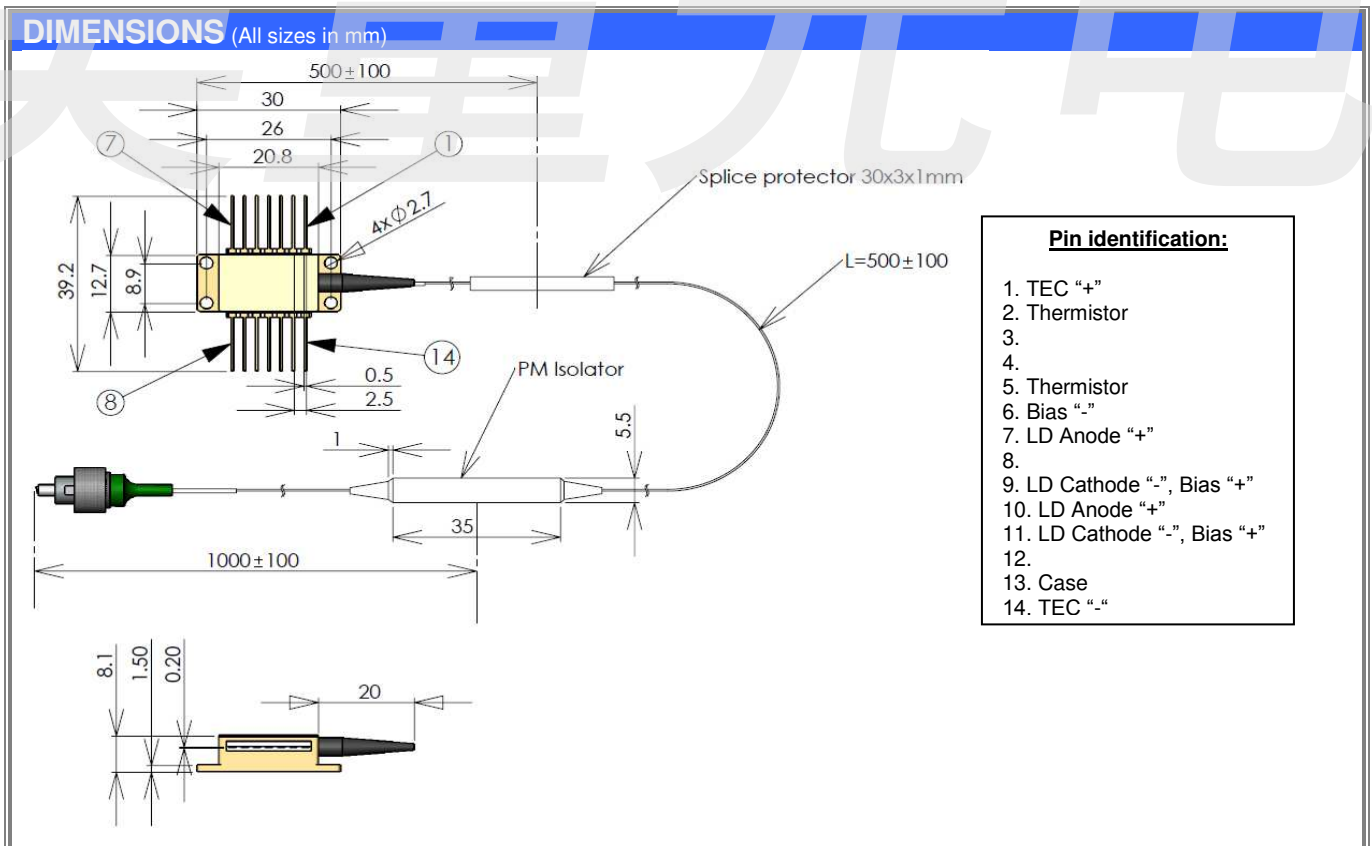 DIMENSIONS (All sizes in mm)
500±100
30
26
7
1
20.8
Splice protector 30x3x1mm
4xΦ2.7
39.2
12.7
8.9
L=500±100
14
PM Isolator
0.5
8
2.5
1
5.5
35
1000±100
8.1
1.50
0.20
20
Pin identification:
1. TEC “+”
2. Thermistor
3.
4.
5. Thermistor
6. Bias “-”
7. LD Anode “+”
8.
9. LD Cathode “-”, Bias “+”
10. LD Anode “+”
11. LD Cathode “-”, Bias “+”
12.
13. Case
14. TEC “-“